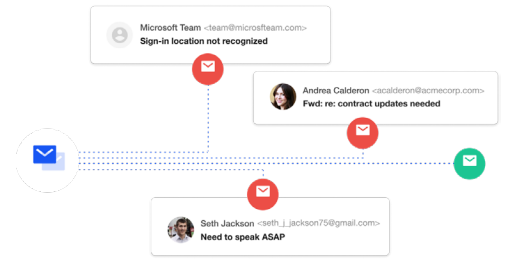 Microsoft Team <team@microsfteam.com>
Sign-in location not recognized
Andrea Calderon <acalderon@acmecorp.com>
Fwd: re: contract updates needed
Seth Jackson <seth_j_jackson75@gmail.com>
Need to speak ASAP